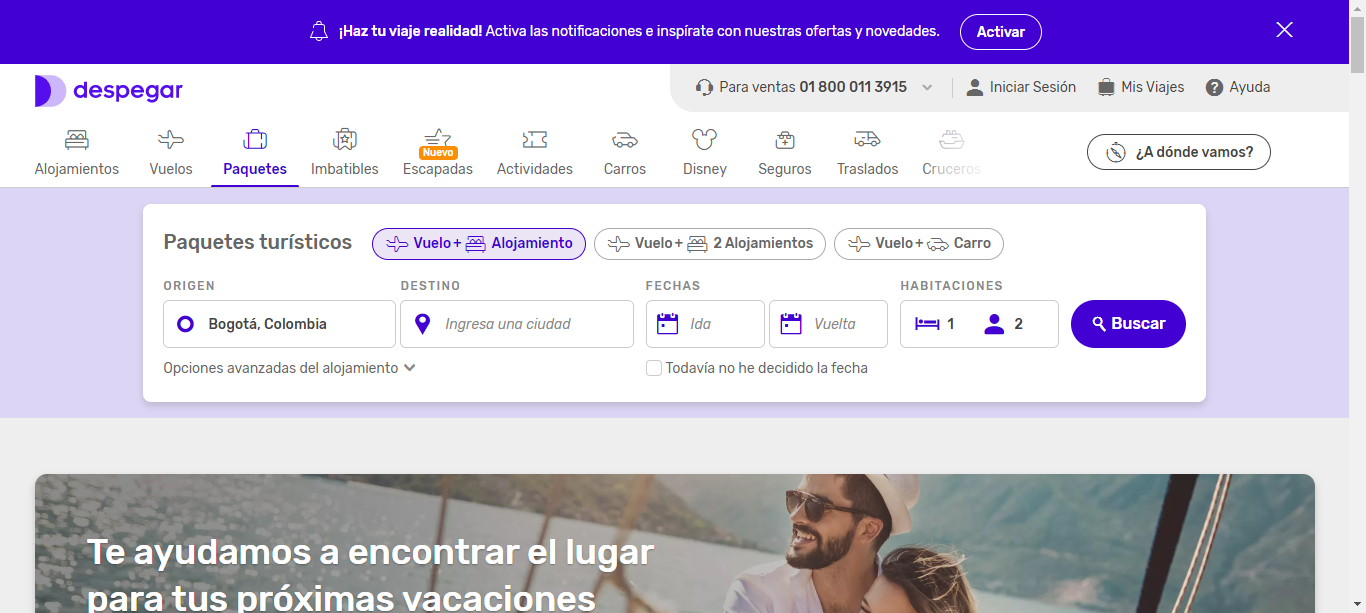 ¡Haz tu viaje realidad! Activa las notificaciones e inspírate con nuestras ofertas y novedades.
Activar
despegar
Para ventas 01 800 011 3915
Iniciar Sesión
Mis Viajes
Ayuda
Alojamientos
Vuelos
Paquetes
Imbatibles
Nuevo
Escapadas
Actividades
Carros
Disney
Seguros
Traslados
Cruceros
¿A dónde vamos?
Paquetes turísticos
Vuelo + Alojamiento
Vuelo + 2 Alojamientos
Vuelo + Carro
ORIGEN
DESTINO
FECHAS
HABITACIONES
Bogotá, Colombia
Ingresa una ciudad
Ida
Vuelta
1
2
Buscar
Opciones avanzadas del alojamiento
Todavía no he decidido la fecha
Te ayudamos a encontrar el lugar
para tus próximas vacaciones